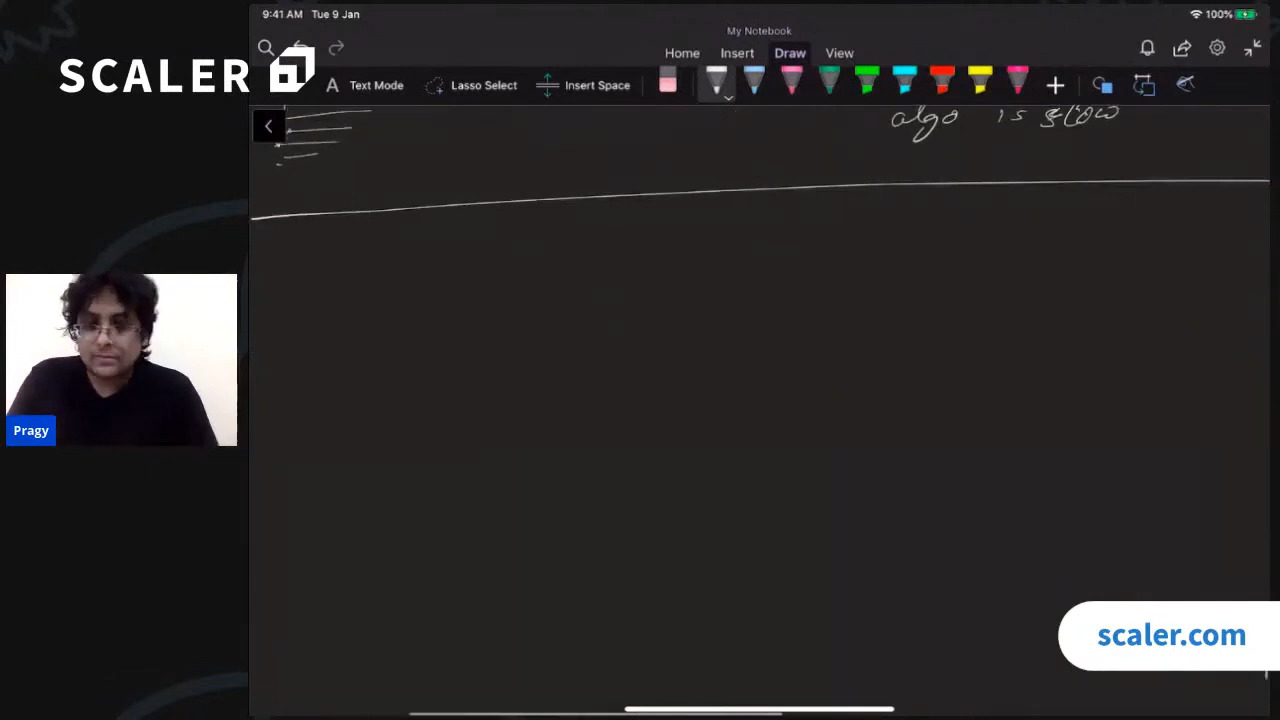 9:41 AM Tue 9 Jan
100%
My Notebook
Home Insert Draw View
SCALER
A Text Mode Lasso Select Insert Space
algo is slow
Pragy
scaler.com